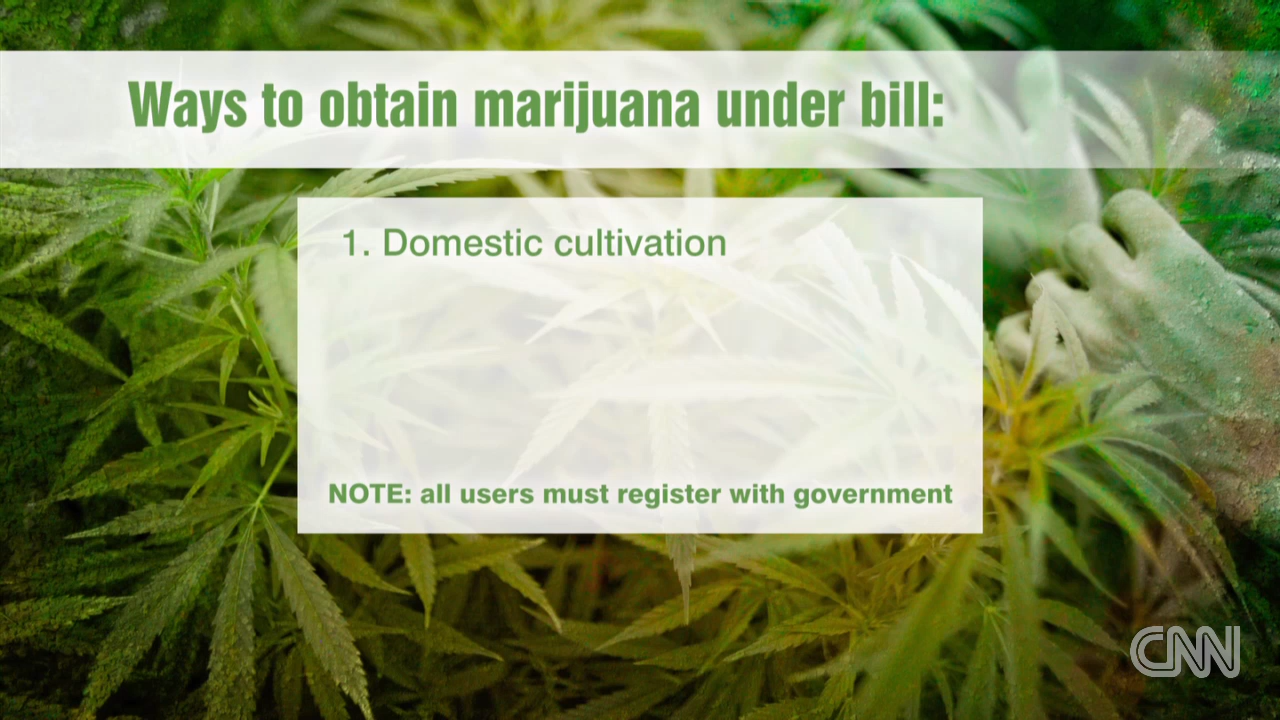 Ways to obtain marijuana under bill:
1. Domestic cultivation
NOTE: all users must register with government
CNN